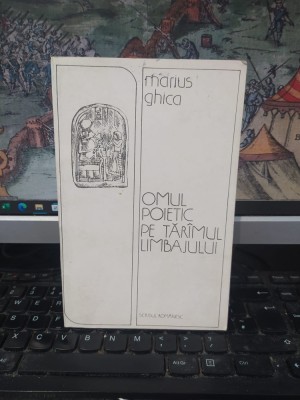 marius
ghica
OMUL
POIETIC
PE TĂRÎMUL
LIMBAJULUI
SCRISUL ROMÂNESC